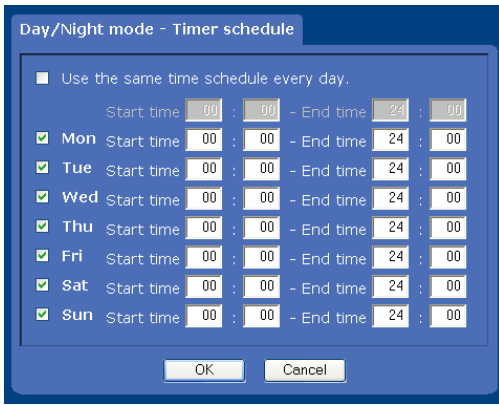 Day/Night mode - Timer schedule
Use the same time schedule every day.
Start time 00 : 00 - End time 24 : 00
Mon Start time 00 : 00 - End time 24 : 00
Tue Start time 00 : 00 - End time 24 : 00
Wed Start time 00 : 00 - End time 24 : 00
Thu Start time 00 : 00 - End time 24 : 00
Fri Start time 00 : 00 - End time 24 : 00
Sat Start time 00 : 00 - End time 24 : 00
Sun Start time 00 : 00 - End time 24 : 00
OK Cancel